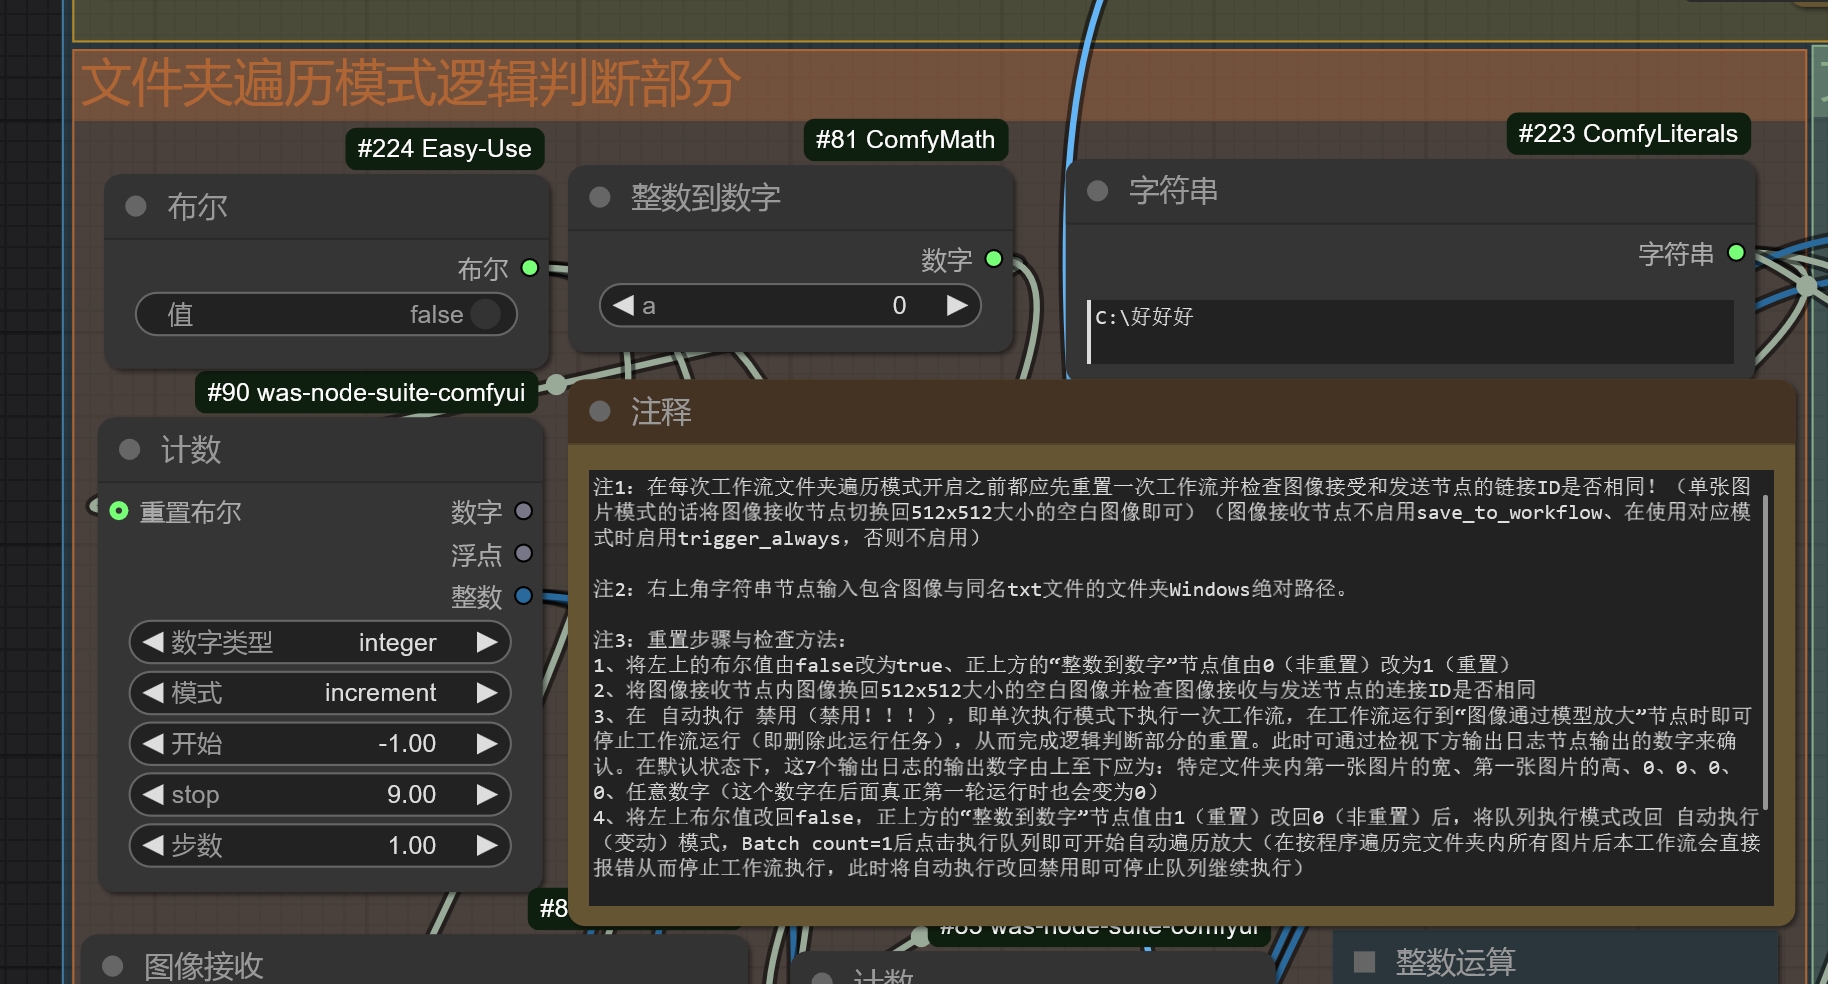 文件夹遍历模式逻辑判断部分
#224 Easy-Use
布尔
布尔
值 false
#81 ComfyMath
整数到数字
数字
a 0
#223 ComfyLiterals
字符串
字符串
C:\好好好
#90 was-node-suite-comfyui
计数
重置布尔 数字
浮点
整数
数字类型 integer
模式 increment
开始 -1.00
stop 9.00
步数 1.00
注释
注1：在每次工作流文件夹遍历模式开启之前都应先重置一次工作流并检查图像接受和发送节点的链接ID是否相同！（单张图
片模式的话将图像接收节点切换回512x512大小的空白图像即可）（图像接收节点不启用save_to_workflow、在使用对应模
式时启用trigger_always，否则不启用）
注2：右上角字符串节点输入包含图像与同名txt文件的文件夹Windows绝对路径。
注3：重置步骤与检查方法：
1、将左上的布尔值由false改为true、正上方的“整数到数字”节点值由0（非重置）改为1（重置）
2、将图像接收节点内图像换回512x512大小的空白图像并检查图像接收与发送节点的连接ID是否相同
3、在 自动执行 禁用（禁用！！！），即单次执行模式下执行一次工作流，在工作流运行到“图像通过模型放大”节点时即可
停止工作流运行（即删除此运行任务），从而完成逻辑判断部分的重置。此时可通过检视下方输出日志节点输出的数字来确
认。在默认状态下，这7个输出日志的输出数字由上至下应为：特定文件夹内第一张图片的宽、第一张图片的高、0、0、0、
0、任意数字（这个数字在后面真正第一轮运行时也会变为0）
4、将左上布尔值改回false，正上方的“整数到数字”节点值由1（重置）改回0（非重置）后，将队列执行模式改回 自动执行
（变动）模式，Batch count=1后点击执行队列即可开始自动遍历放大（在按程序遍历完文件夹内所有图片后本工作流会直接
报错从而停止工作流执行，此时将自动执行改回禁用即可停止队列继续执行）
#8
图像接收
#85 was-node-suite-comfyui
计数
整数运算